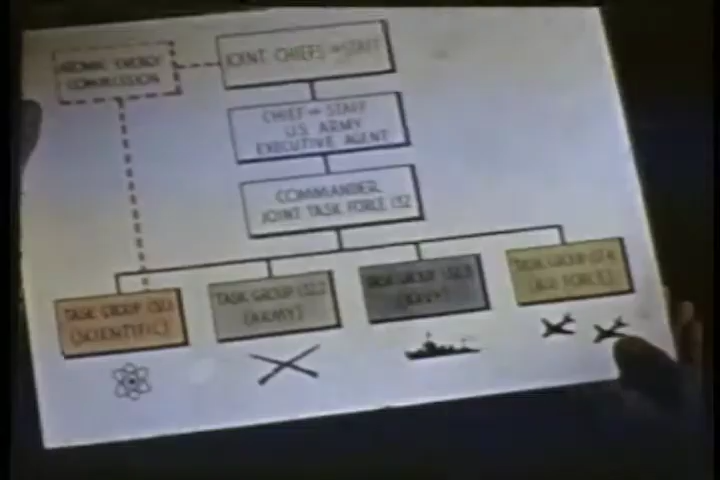 ATOMIC ENERGY
COMMISSION
JOINT CHIEFS OF STAFF
CHIEF OF STAFF
U.S. ARMY
EXECUTIVE AGENT
COMMANDER
JOINT TASK FORCE 132
TASK GROUP 132.1
(SCIENTIFIC)
TASK GROUP 132.2
(ARMY)
TASK GROUP 132.3
(NAVY)
TASK GROUP 132.4
(AIR FORCE)